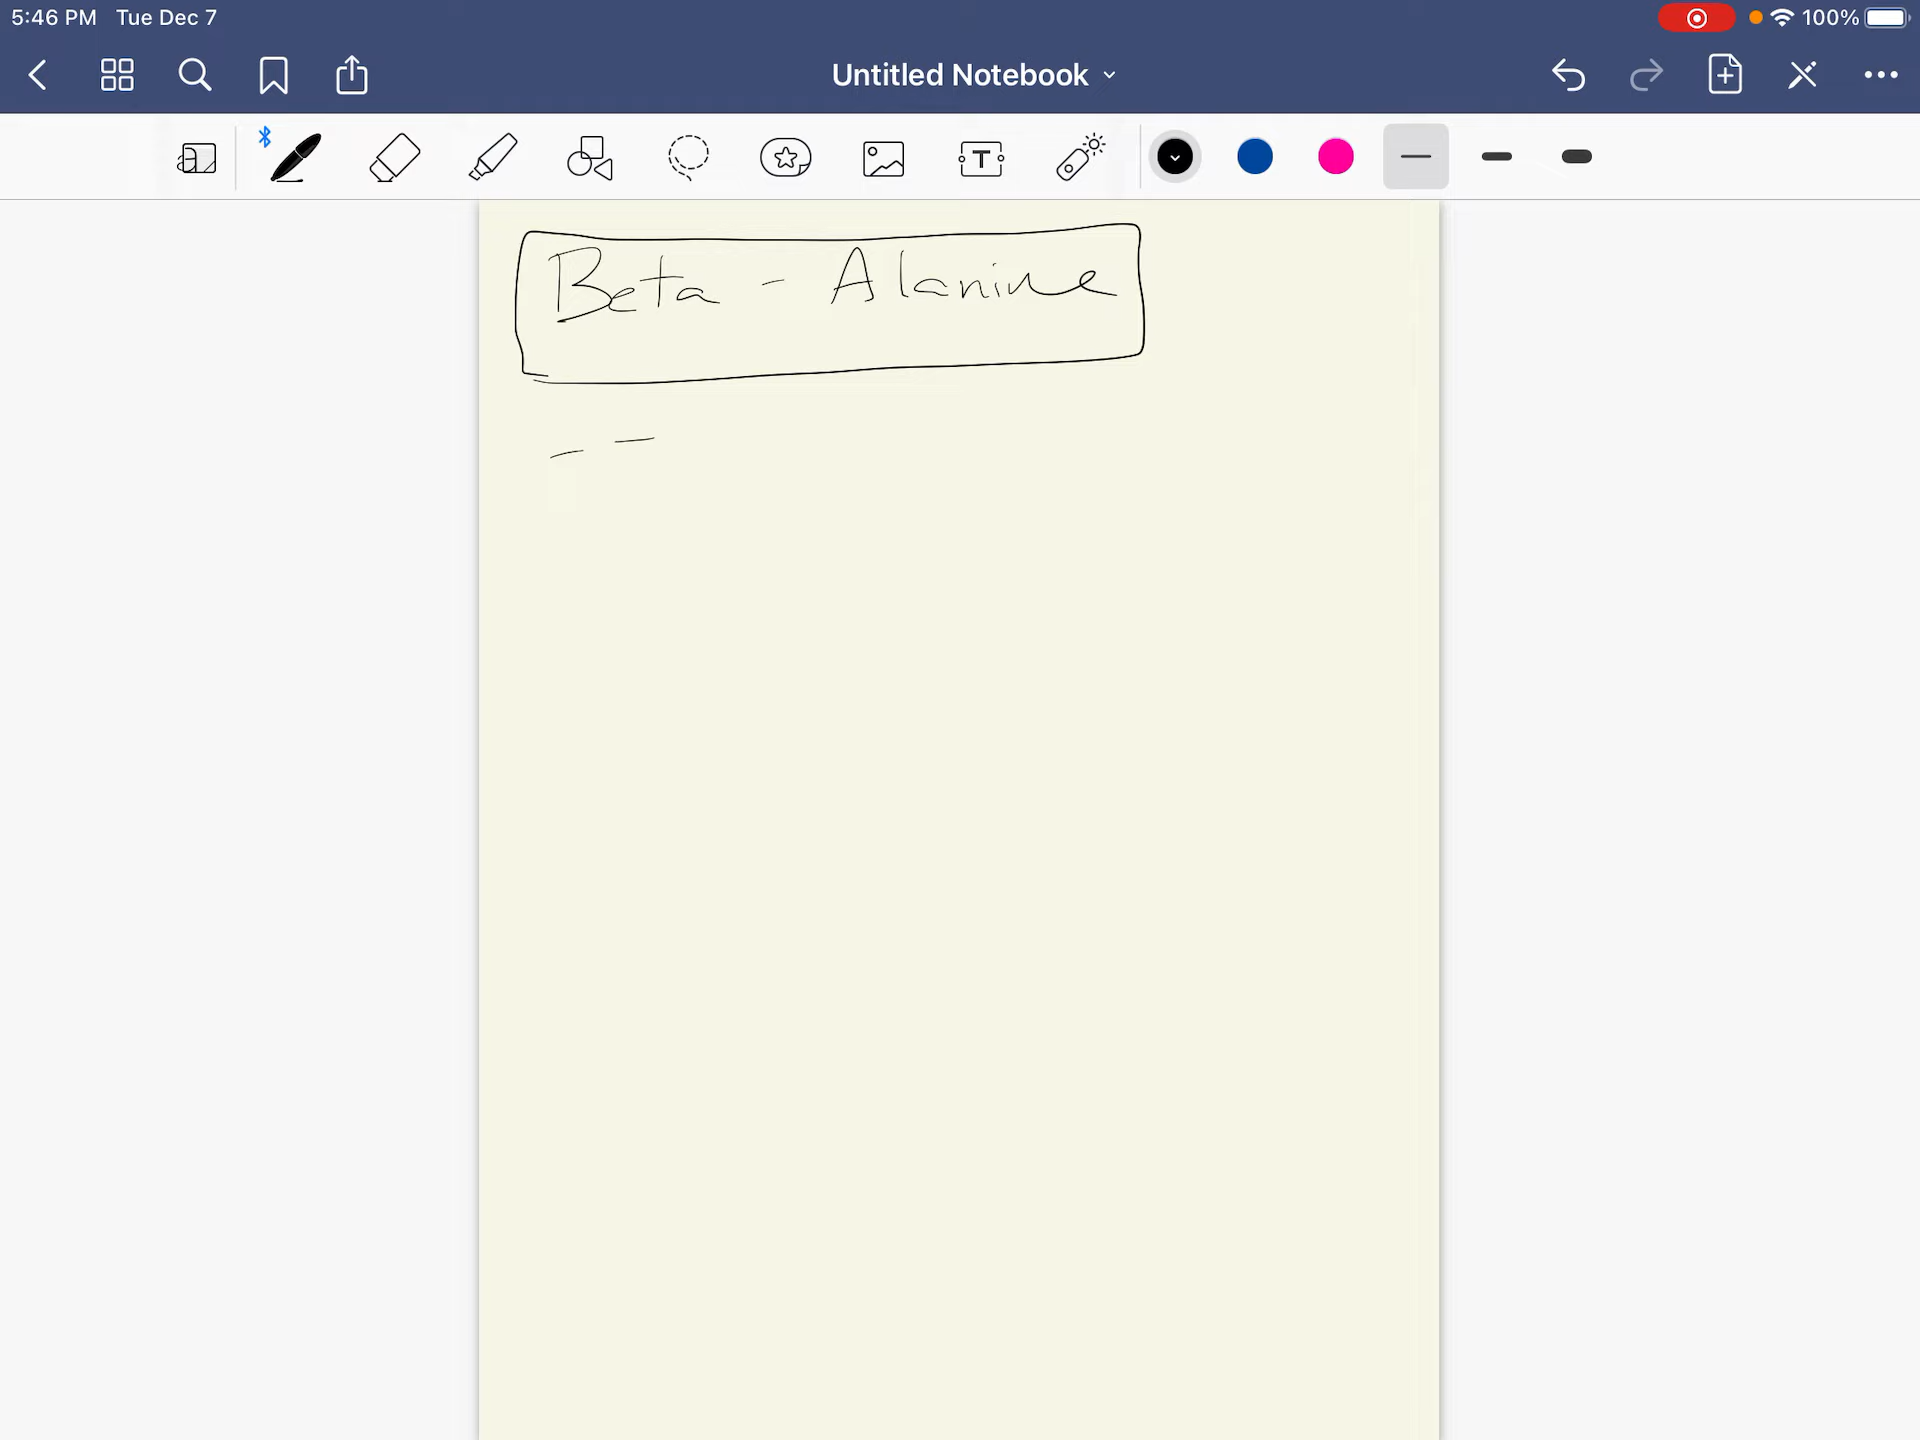 5:46 PM Tue Dec 7 100%
Untitled Notebook
Beta - Alanine
- -